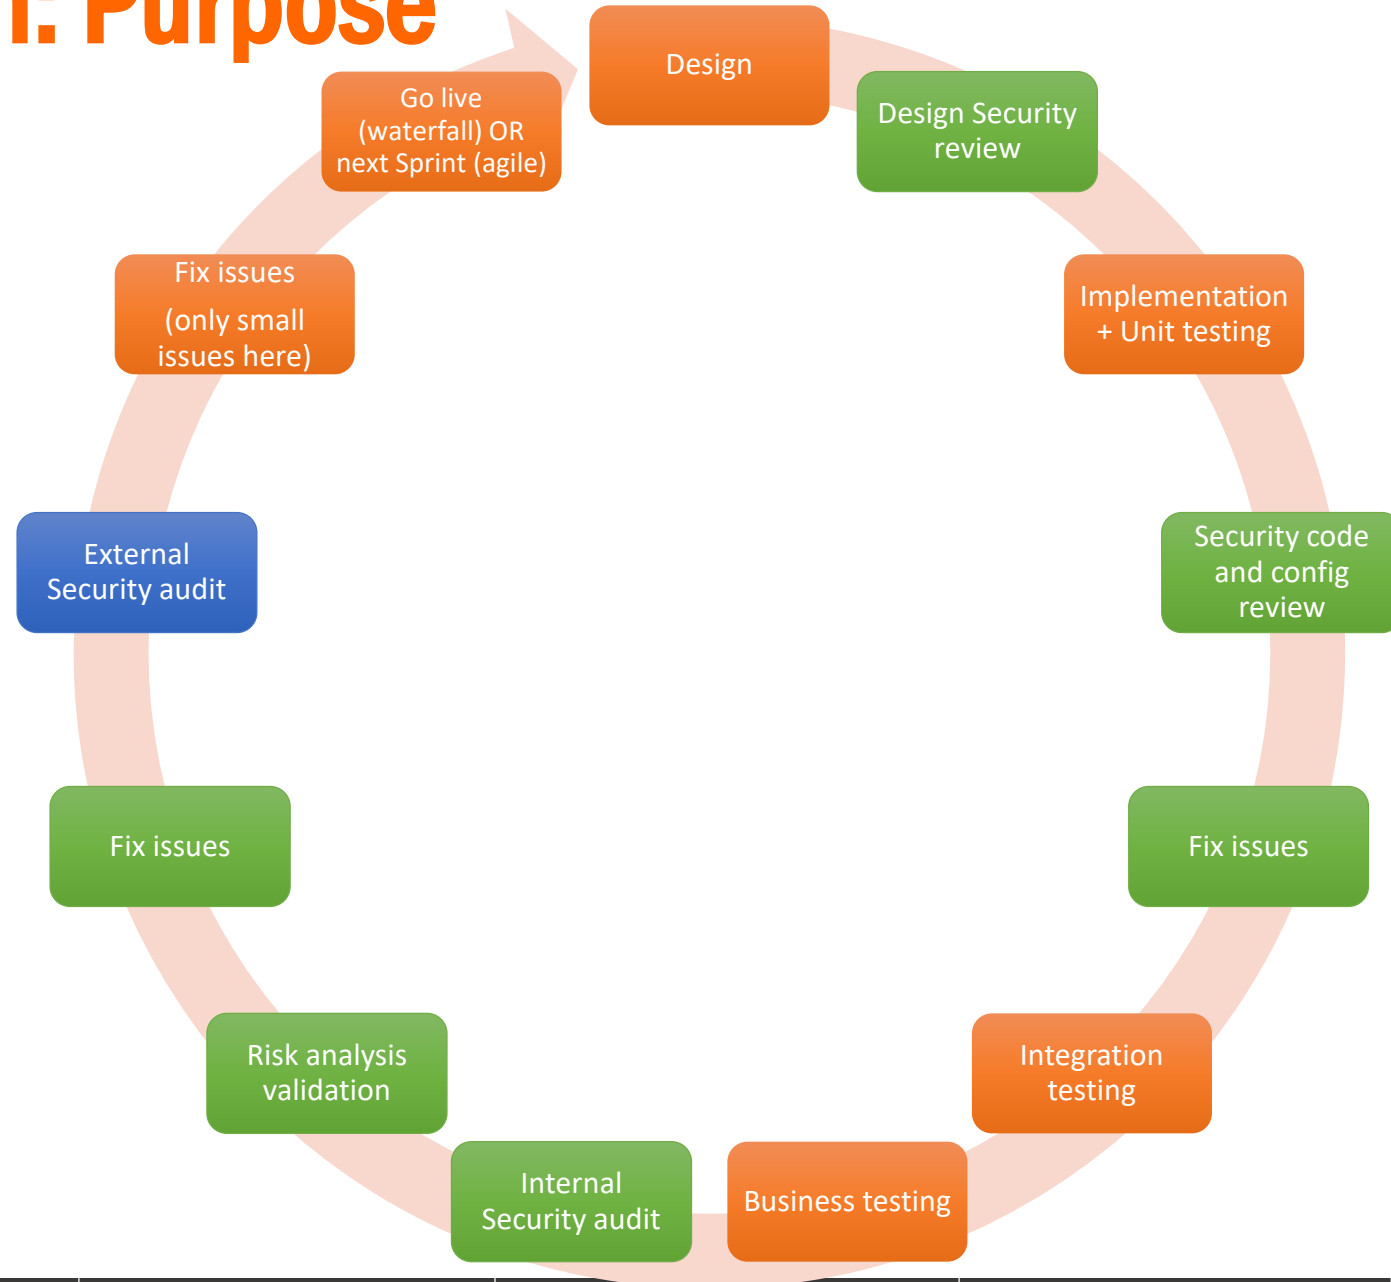 I: Purpose
Design
Design Security
review
Implementation
+ Unit testing
Security code
and config
review
Fix issues
Integration
testing
Business testing
Internal
Security audit
Risk analysis
validation
Fix issues
External
Security audit
Fix issues
(only small
issues here)
Go live
(waterfall) OR
next Sprint (agile)